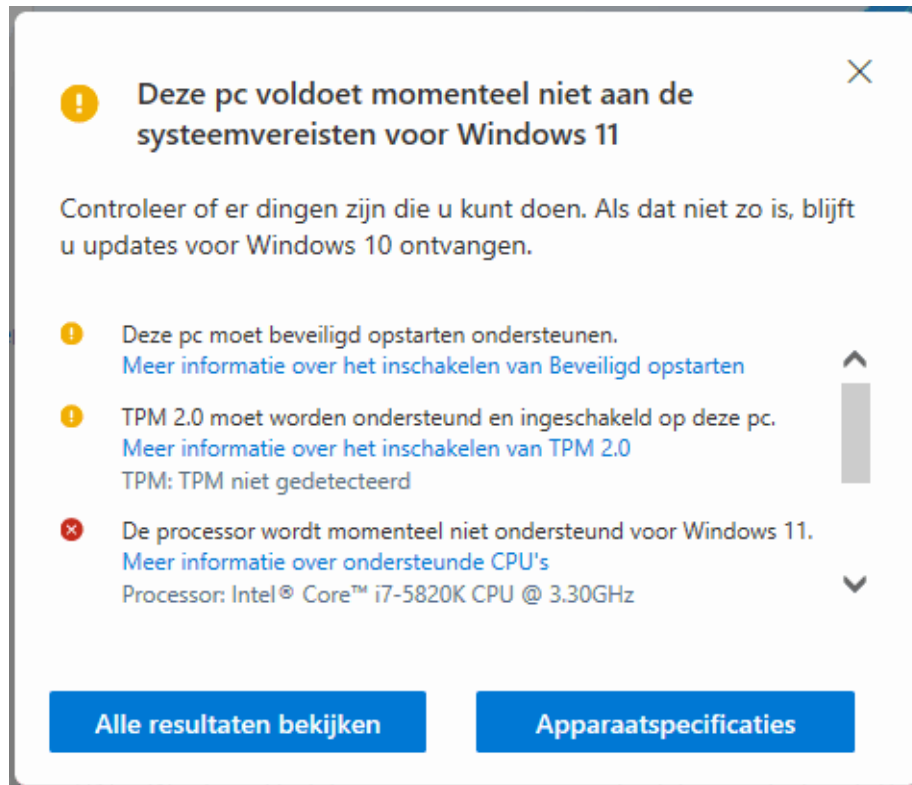 Deze pc voldoet momenteel niet aan de
systeemvereisten voor Windows 11
Controleer of er dingen zijn die u kunt doen. Als dat niet zo is, blijft
u updates voor Windows 10 ontvangen.
Deze pc moet beveiligd opstarten ondersteunen.
Meer informatie over het inschakelen van Beveiligd opstarten
TPM 2.0 moet worden ondersteund en ingeschakeld op deze pc.
Meer informatie over het inschakelen van TPM 2.0
TPM: TPM niet gedetecteerd
De processor wordt momenteel niet ondersteund voor Windows 11.
Meer informatie over ondersteunde CPU's
Processor: Intel® Core™ i7-5820K CPU @ 3.30GHz
Alle resultaten bekijken
Apparaatspecificaties